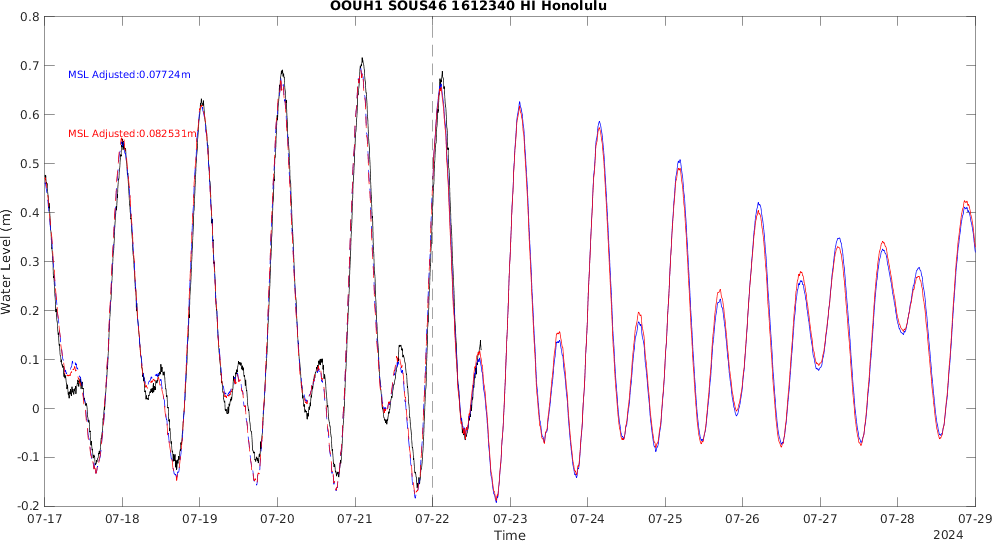 OOUH1 SOUS46 1612340 HI Honolulu
0.8
0.7
0.6
0.5
0.4
0.3
0.2
0.1
0
-0.1
-0.2
Water Level (m)
MSL Adjusted:0.07724m
MSL Adjusted:0.082531m
07-17 07-18 07-19 07-20 07-21 07-22 07-23 07-24 07-25 07-26 07-27 07-28 07-29
Time
2024